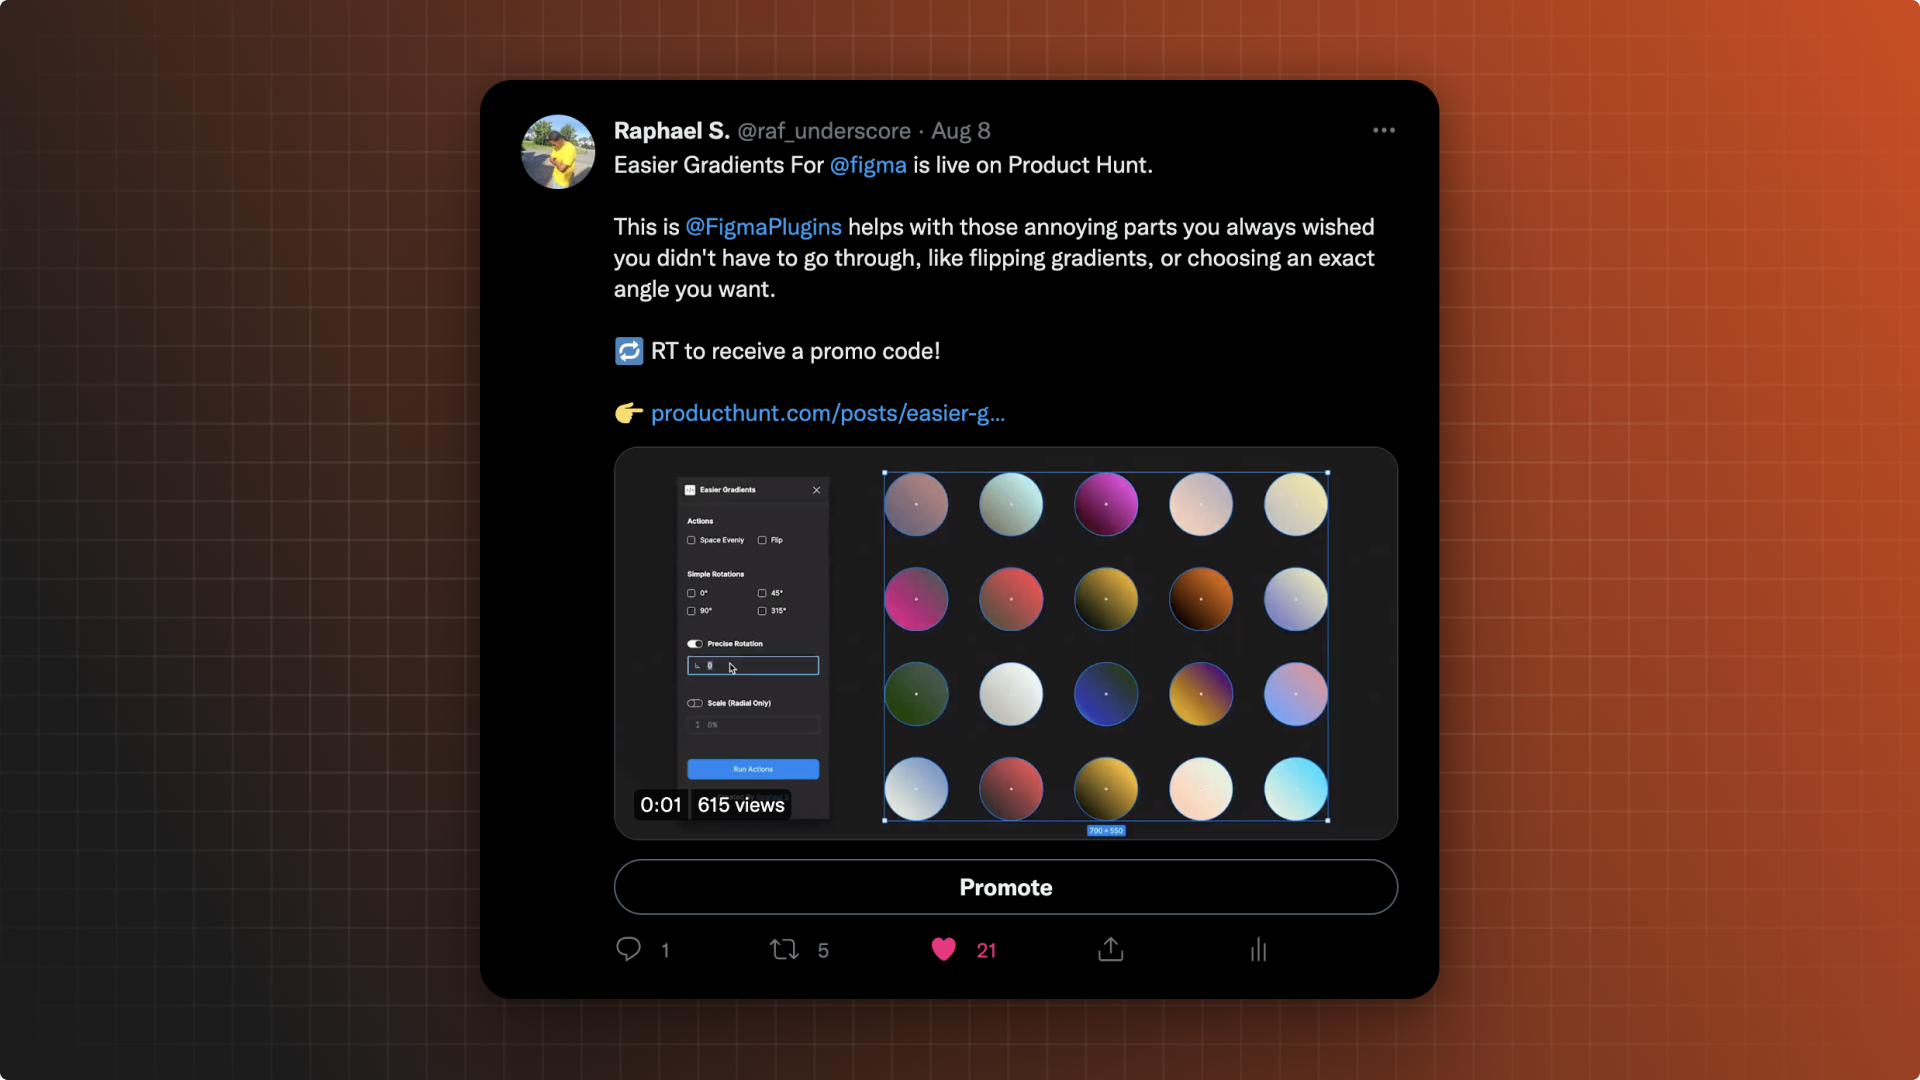 Raphael S. @raf_underscore · Aug 8
Easier Gradients For @figma is live on Product Hunt.
This is @FigmaPlugins helps with those annoying parts you always wished
you didn't have to go through, like flipping gradients, or choosing an exact
angle you want.
RT to receive a promo code!
producthunt.com/posts/easier-g...
Easier Gradients
Actions
Space Evenly Flip
Simple Rotations
0° 45°
90° 315°
Precise Rotation
0
Scale (Radial Only)
0%
Run Actions
0:01 615 views
700 × 550
Promote
1 5 21